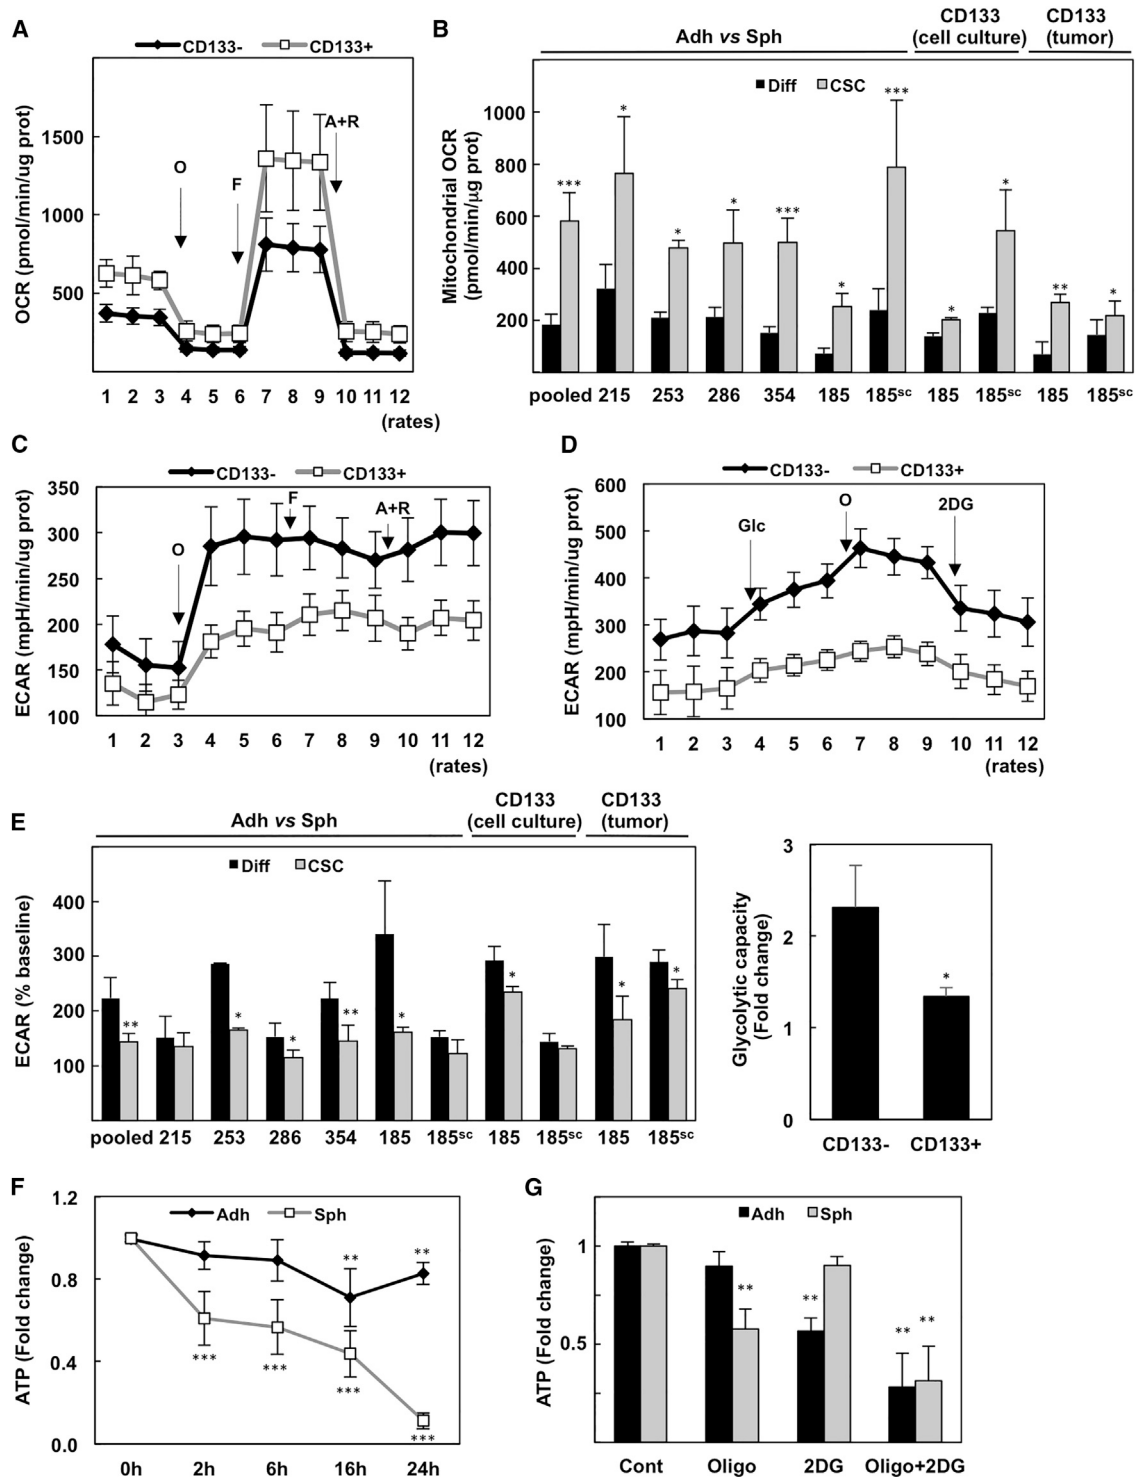 A
CD133- CD133+
OCR (pmol/min/ug prot)
1500
1000
500
O
F
A+R
1 2 3 4 5 6 7 8 9 10 11 12
(rates)
B
Adh vs Sph
CD133
(cell culture)
CD133
(tumor)
Diff CSC
Mitochondrial OCR
(pmol/min/µg prot)
1000
800
600
400
200
*** * * * *** * *** * * ** *
pooled 215 253 286 354 185 185sc 185 185sc 185 185sc
C
CD133- CD133+
ECAR (mpH/min/ug prot)
350
300
250
200
150
100
O
F
A+R
1 2 3 4 5 6 7 8 9 10 11 12
(rates)
D
CD133- CD133+
ECAR (mpH/min/ug prot)
600
500
400
300
200
100
Glc
O
2DG
1 2 3 4 5 6 7 8 9 10 11 12
(rates)
E
Adh vs Sph
CD133
(cell culture)
CD133
(tumor)
Diff CSC
ECAR (% baseline)
400
300
200
100
** * * ** * * * *
pooled 215 253 286 354 185 185sc 185 185sc 185 185sc
Glycolytic capacity
(Fold change)
3
2
1
0
*
CD133- CD133+
F
Adh Sph
ATP (Fold change)
1.2
0.8
0.4
0.0
** **
*** *** *** ***
0h 2h 6h 16h 24h
G
Adh Sph
ATP (Fold change)
1
0.5
** ** ** **
Cont Oligo 2DG Oligo+2DG